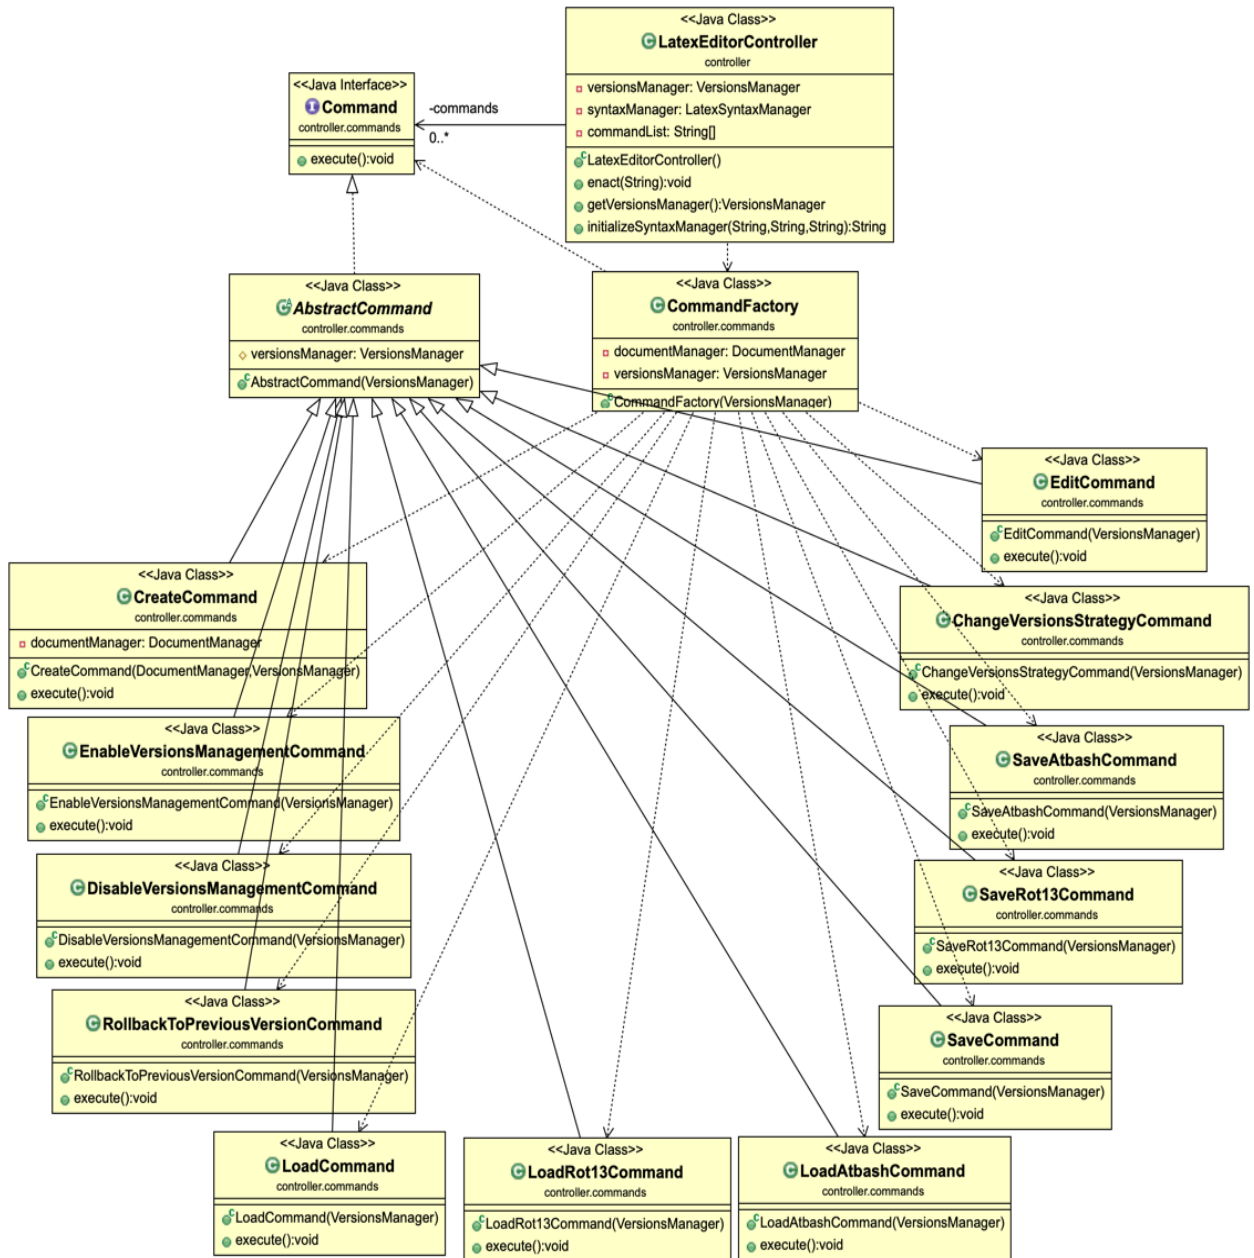 <<Java Class>>
LatexEditorController
controller
versionsManager: VersionsManager
syntaxManager: LatexSyntaxManager
commandList: String[]
LatexEditorController()
enact(String):void
getVersionsManager():VersionsManager
initializeSyntaxManager(String,String,String):String
<<Java Interface>>
Command
controller.commands
execute():void
-commands
0..*
<<Java Class>>
AbstractCommand
controller.commands
versionsManager: VersionsManager
AbstractCommand(VersionsManager)
<<Java Class>>
CommandFactory
controller.commands
documentManager: DocumentManager
versionsManager: VersionsManager
CommandFactory(VersionsManager)
<<Java Class>>
EditCommand
controller.commands
EditCommand(VersionsManager)
execute():void
<<Java Class>>
CreateCommand
controller.commands
documentManager: DocumentManager
CreateCommand(DocumentManager,VersionsManager)
execute():void
<<Java Class>>
ChangeVersionsStrategyCommand
controller.commands
ChangeVersionsStrategyCommand(VersionsManager)
execute():void
<<Java Class>>
EnableVersionsManagementCommand
controller.commands
EnableVersionsManagementCommand(VersionsManager)
execute():void
<<Java Class>>
SaveAtbashCommand
controller.commands
SaveAtbashCommand(VersionsManager)
execute():void
<<Java Class>>
DisableVersionsManagementCommand
controller.commands
DisableVersionsManagementCommand(VersionsManager)
execute():void
<<Java Class>>
SaveRot13Command
controller.commands
SaveRot13Command(VersionsManager)
execute():void
<<Java Class>>
RollbackToPreviousVersionCommand
controller.commands
RollbackToPreviousVersionCommand(VersionsManager)
execute():void
<<Java Class>>
SaveCommand
controller.commands
SaveCommand(VersionsManager)
execute():void
<<Java Class>>
LoadCommand
controller.commands
LoadCommand(VersionsManager)
execute():void
<<Java Class>>
LoadRot13Command
controller.commands
LoadRot13Command(VersionsManager)
execute():void
<<Java Class>>
LoadAtbashCommand
controller.commands
LoadAtbashCommand(VersionsManager)
execute():void